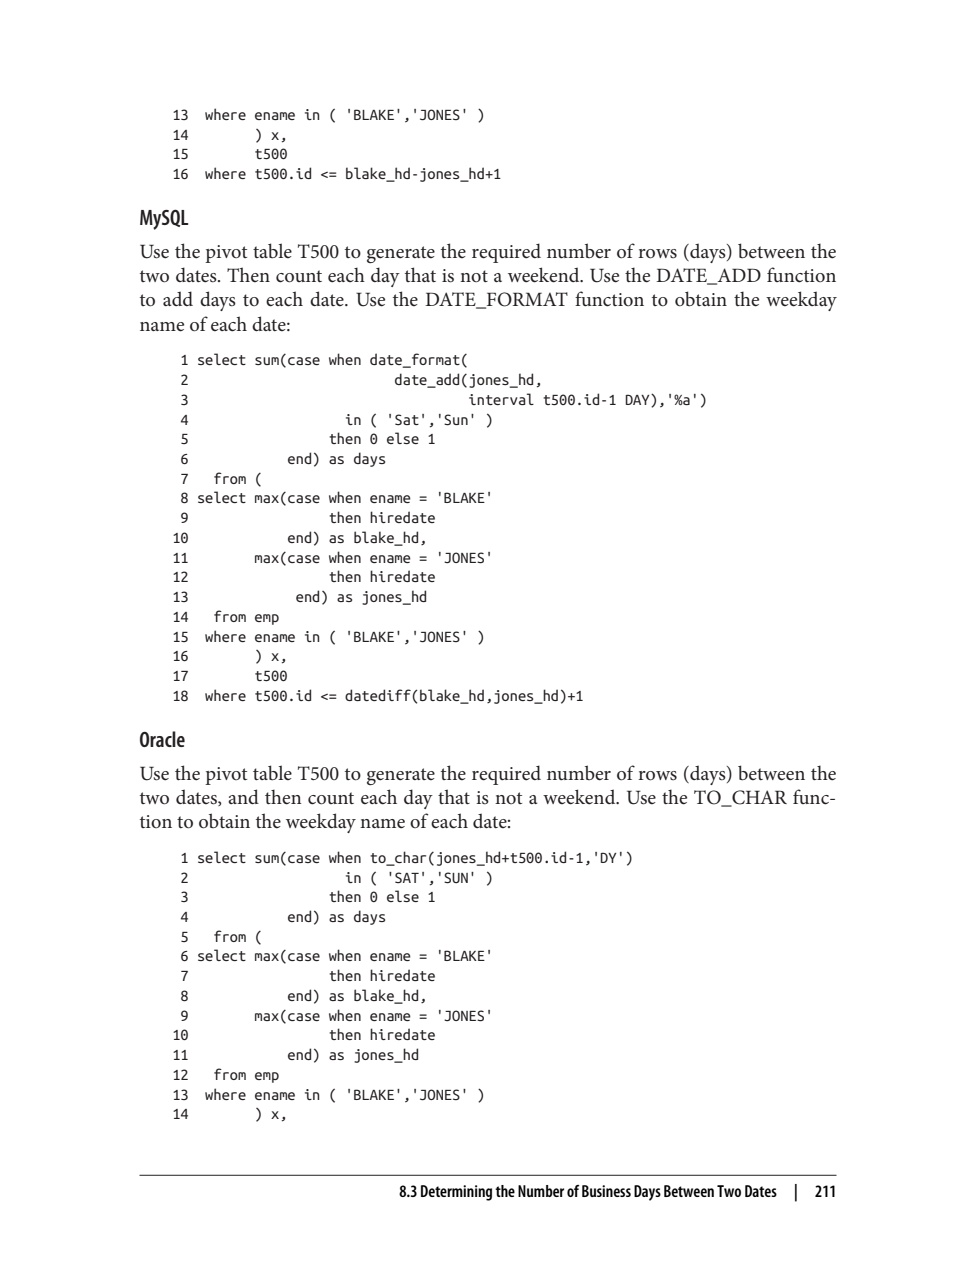 13  where ename in ( 'BLAKE','JONES' )
14        ) x,
15        t500
16  where t500.id <= blake_hd-jones_hd+1
MySQL
Use the pivot table T500 to generate the required number of rows (days) between the
two dates. Then count each day that is not a weekend. Use the DATE_ADD function
to add days to each date. Use the DATE_FORMAT function to obtain the weekday
name of each date:
 1 select sum(case when date_format(
 2                         date_add(jones_hd,
 3                                  interval t500.id-1 DAY),'%a')
 4                   in ( 'Sat','Sun' )
 5                 then 0 else 1
 6            end) as days
 7   from (
 8 select max(case when ename = 'BLAKE'
 9                 then hiredate
10            end) as blake_hd,
11        max(case when ename = 'JONES'
12                 then hiredate
13             end) as jones_hd
14   from emp
15  where ename in ( 'BLAKE','JONES' )
16        ) x,
17        t500
18  where t500.id <= datediff(blake_hd,jones_hd)+1
Oracle
Use the pivot table T500 to generate the required number of rows (days) between the
two dates, and then count each day that is not a weekend. Use the TO_CHAR func-
tion to obtain the weekday name of each date:
 1 select sum(case when to_char(jones_hd+t500.id-1,'DY')
 2                   in ( 'SAT','SUN' )
 3                 then 0 else 1
 4            end) as days
 5   from (
 6 select max(case when ename = 'BLAKE'
 7                 then hiredate
 8            end) as blake_hd,
 9        max(case when ename = 'JONES'
10                 then hiredate
11            end) as jones_hd
12   from emp
13  where ename in ( 'BLAKE','JONES' )
14        ) x,
8.3 Determining the Number of Business Days Between Two Dates | 211